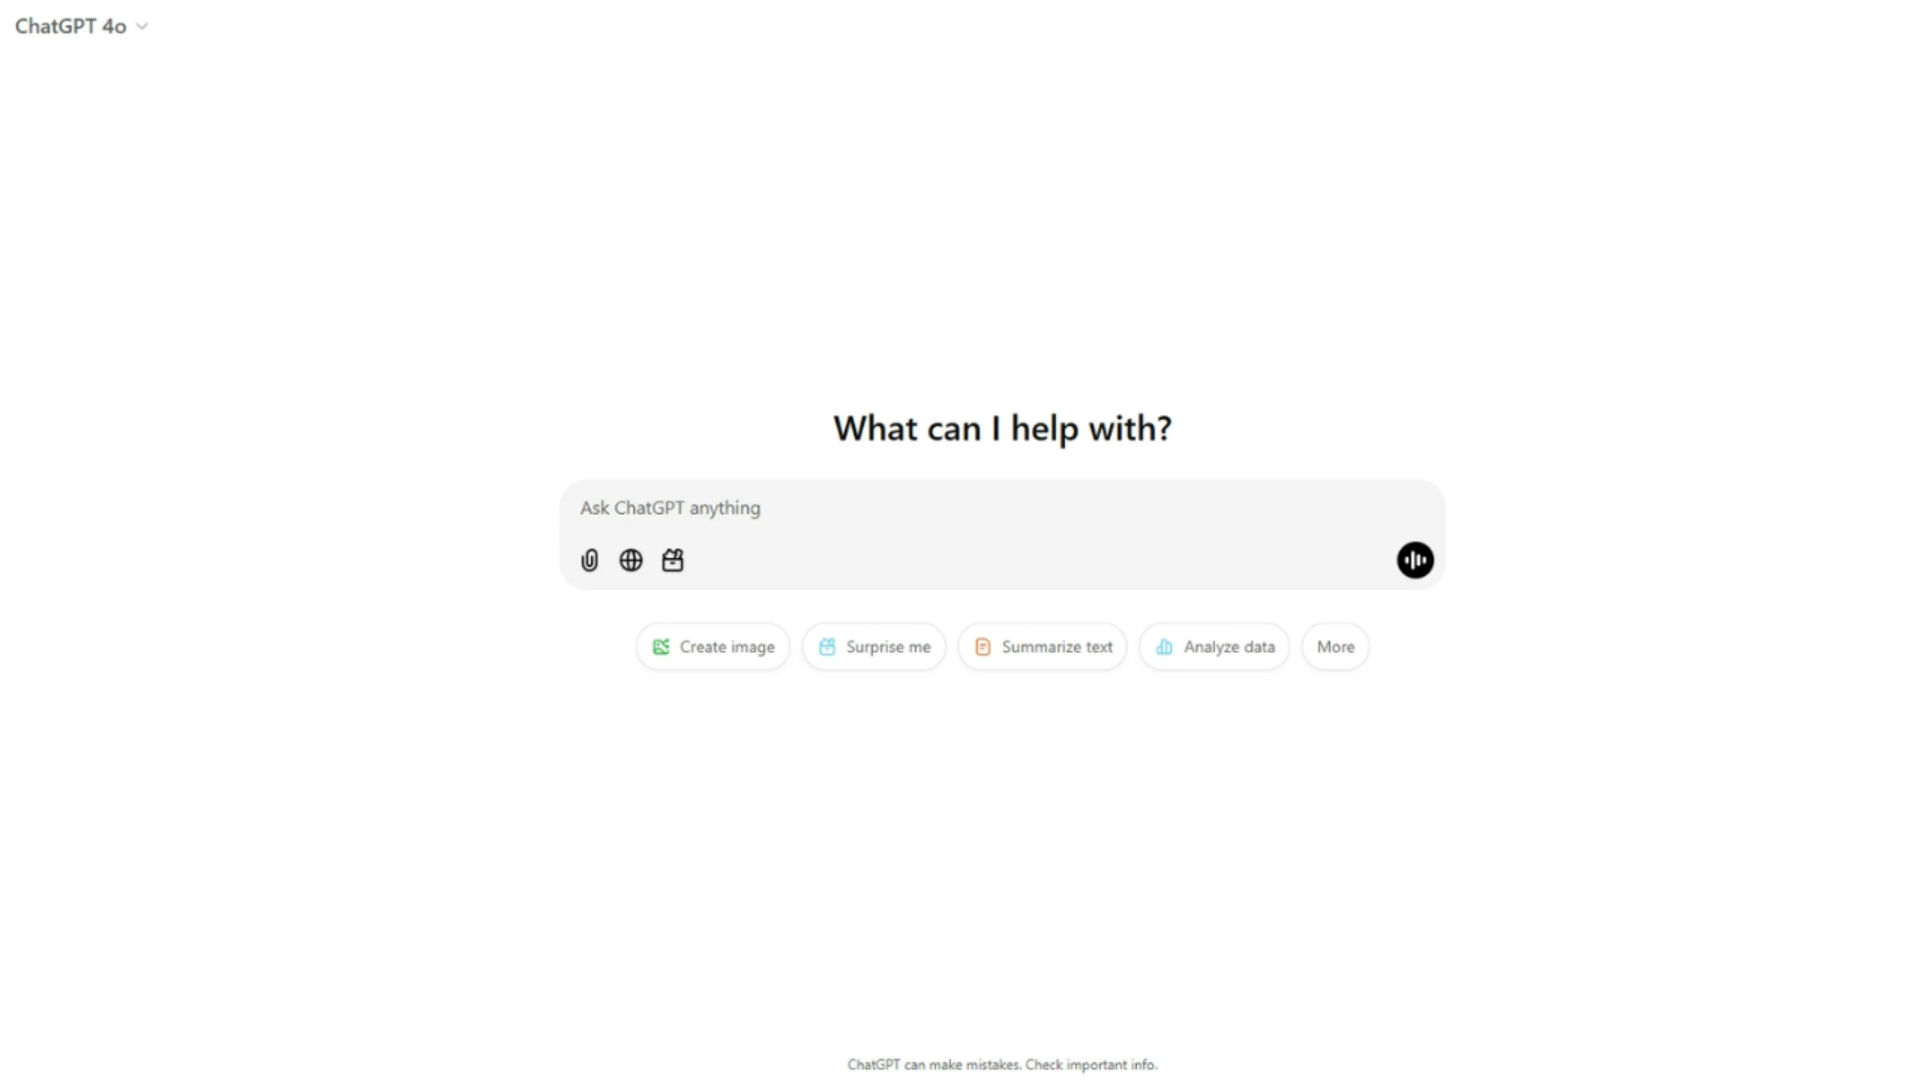 ChatGPT 4o
What can I help with?
Ask ChatGPT anything
Create image
Surprise me
Summarize text
Analyze data
More
ChatGPT can make mistakes. Check important info.